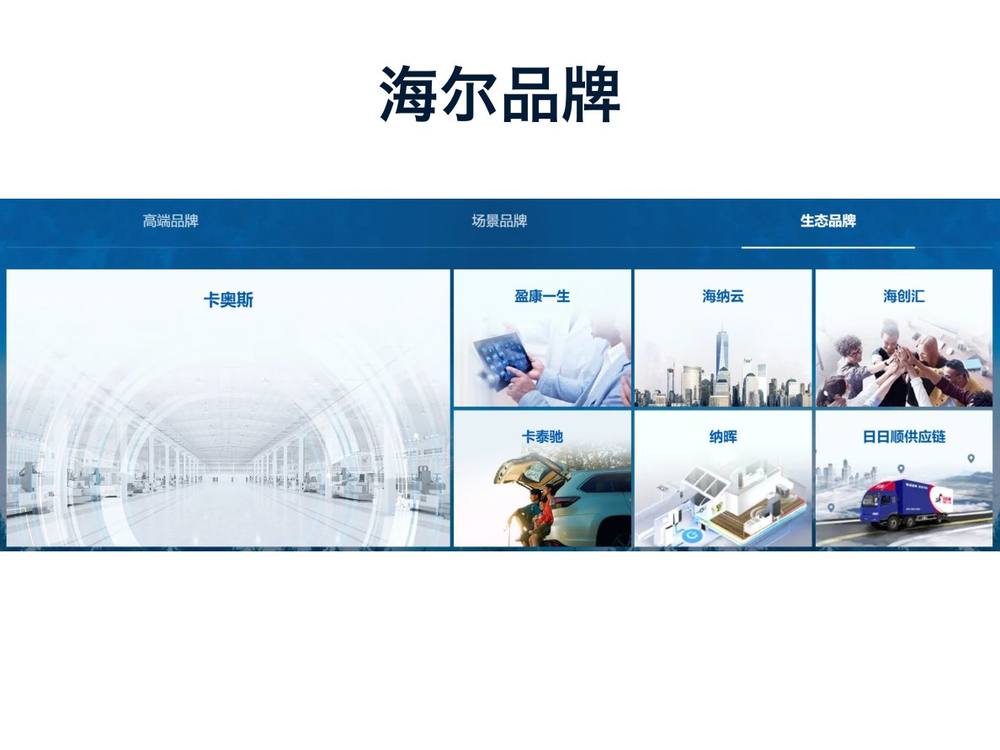 海尔品牌
高端品牌
场景品牌
生态品牌
卡奥斯
盈康一生
海纳云
海创汇
卡泰驰
纳晖
日日顺供应链